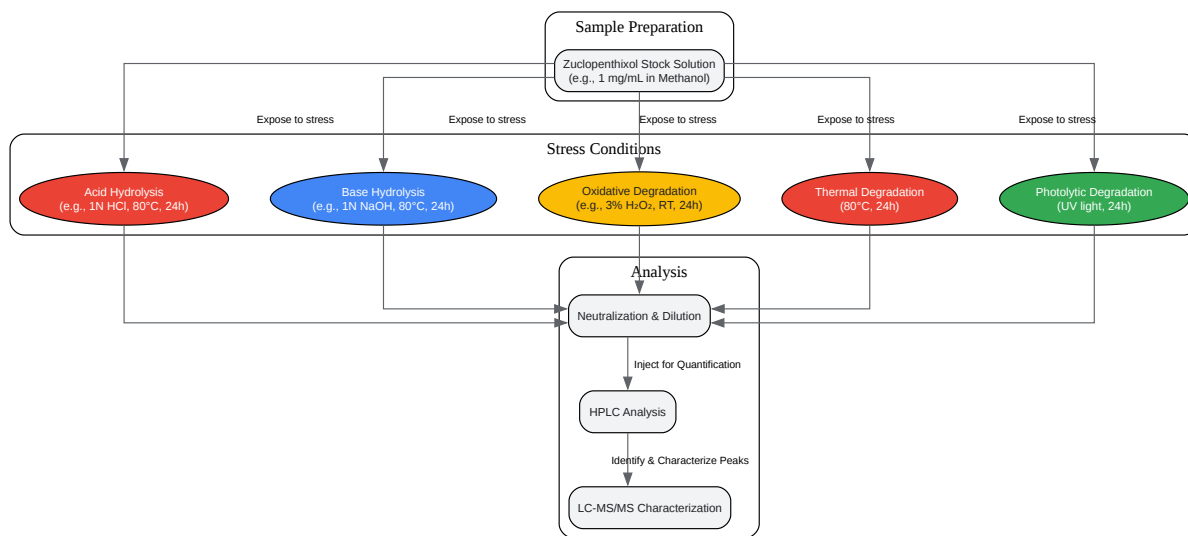 Sample Preparation
Zuclopenthixol Stock Solution
(e.g., 1 mg/mL in Methanol)
Expose to stress
Expose to stress
Expose to stress
Expose to stress
Expose to stress
Stress Conditions
Acid Hydrolysis
(e.g., 1N HCl, 80°C, 24h)
Base Hydrolysis
(e.g., 1N NaOH, 80°C, 24h)
Oxidative Degradation
(e.g., 3% H₂O₂, RT, 24h)
Thermal Degradation
(80°C, 24h)
Photolytic Degradation
(UV light, 24h)
Analysis
Neutralization & Dilution
Inject for Quantification
HPLC Analysis
Identify & Characterize Peaks
LC-MS/MS Characterization